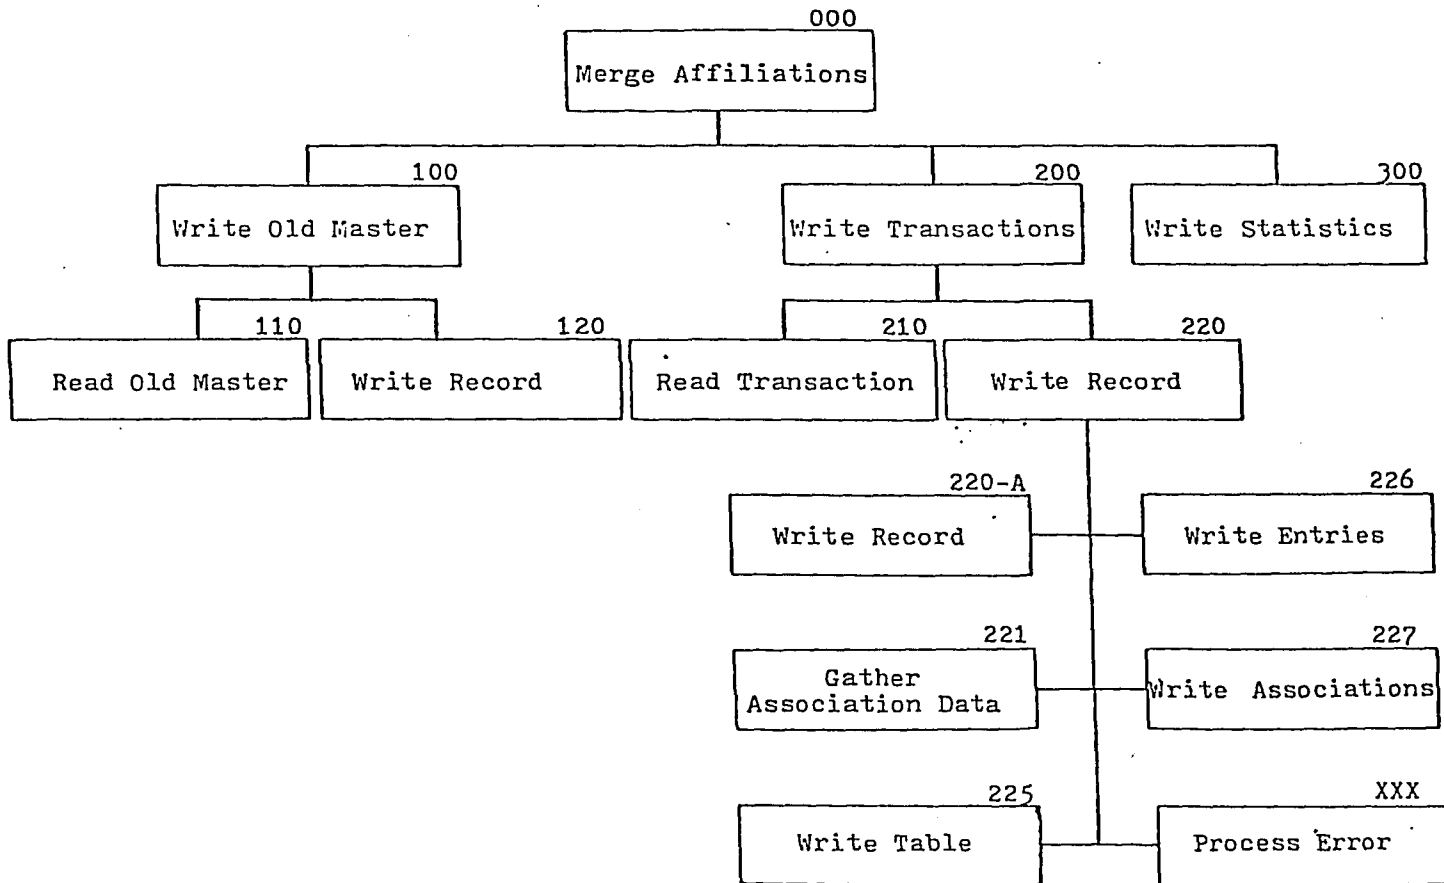 000
Merge Affiliations
100
200
300
Write Old Master
Write Transactions
Write Statistics
110
120
210
220
Read Old Master
Write Record
Read Transaction
Write Record
220-A
226
Write Record
Write Entries
221
227
Gather
Association Data
Write Associations
225
XXX
Write Table
Process Error